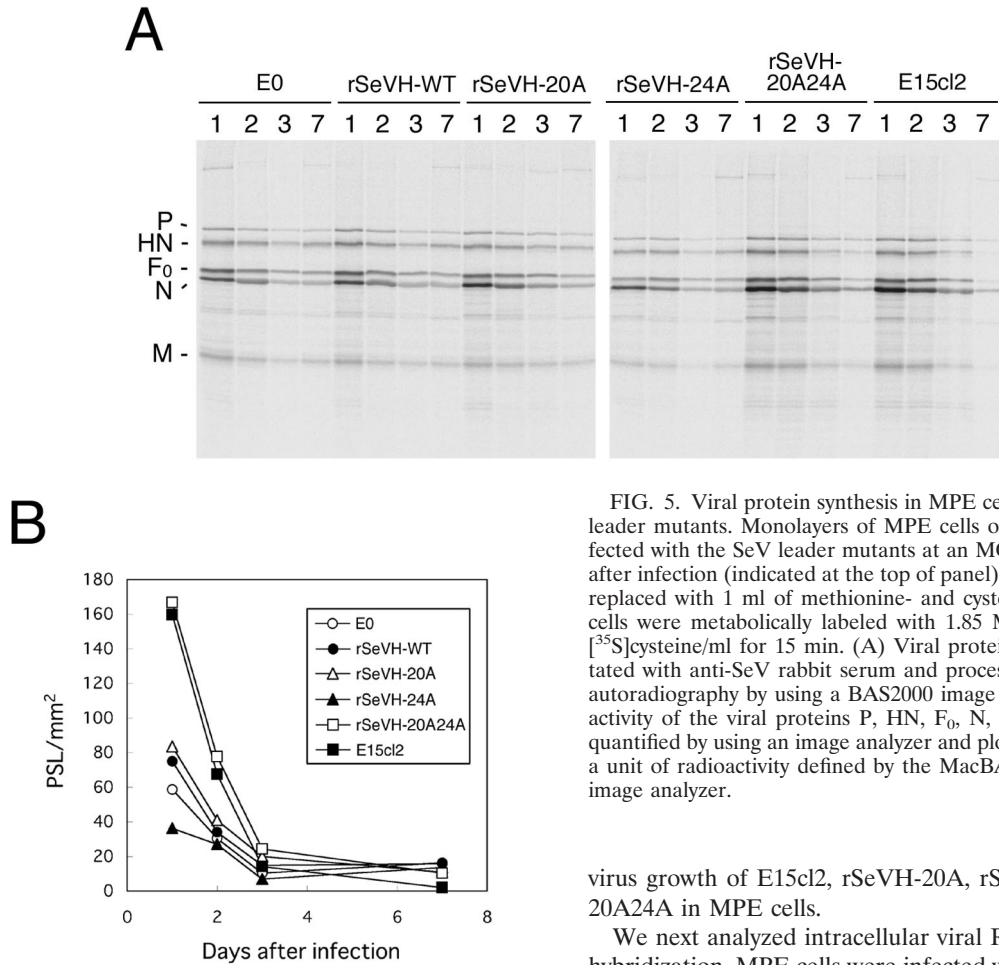 A
E0 rSeVH-WT rSeVH-20A rSeVH-24A rSeVH-20A24A E15cl2
1 2 3 7 1 2 3 7 1 2 3 7 1 2 3 7 1 2 3 7 1 2 3 7
P -
HN -
F0 -
N -
M -
B
PSL/mm2
180
160
140
120
100
80
60
40
20
0
0 2 4 6 8
Days after infection
E0
rSeVH-WT
rSeVH-20A
rSeVH-24A
rSeVH-20A24A
E15cl2
FIG. 5. Viral protein synthesis in MPE ce
leader mutants. Monolayers of MPE cells o
fected with the SeV leader mutants at an M
after infection (indicated at the top of panel)
replaced with 1 ml of methionine- and cyst
cells were metabolically labeled with 1.85 M
[35S]cysteine/ml for 15 min. (A) Viral protein
tated with anti-SeV rabbit serum and proces
autoradiography by using a BAS2000 image
activity of the viral proteins P, HN, F0, N,
quantified by using an image analyzer and plo
a unit of radioactivity defined by the MacBA
image analyzer.
virus growth of E15cl2, rSeVH-20A, rS
20A24A in MPE cells.
We next analyzed intracellular viral
hybridization. MPE cells were infected